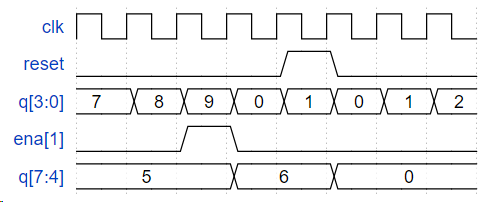 clk
reset
q[3:0] 7 8 9 0 1 0 1 2
ena[1]
q[7:4] 5 6 0